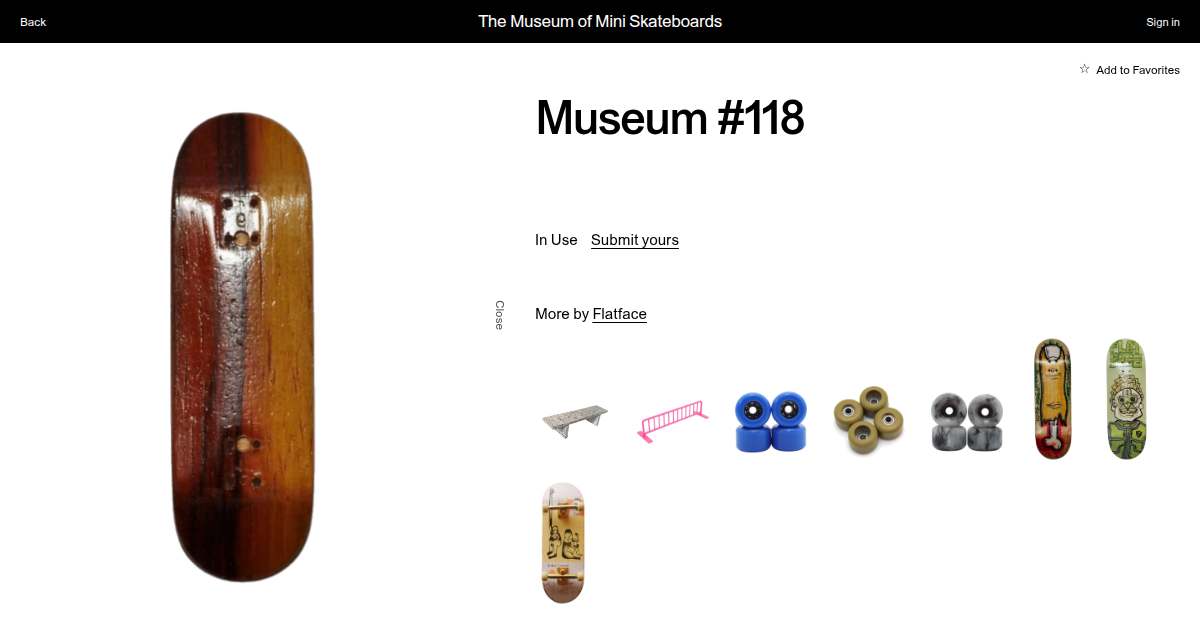 Back
The Museum of Mini Skateboards
Sign in
☆ Add to Favorites
Museum #118
In Use Submit yours
Close
More by Flatface